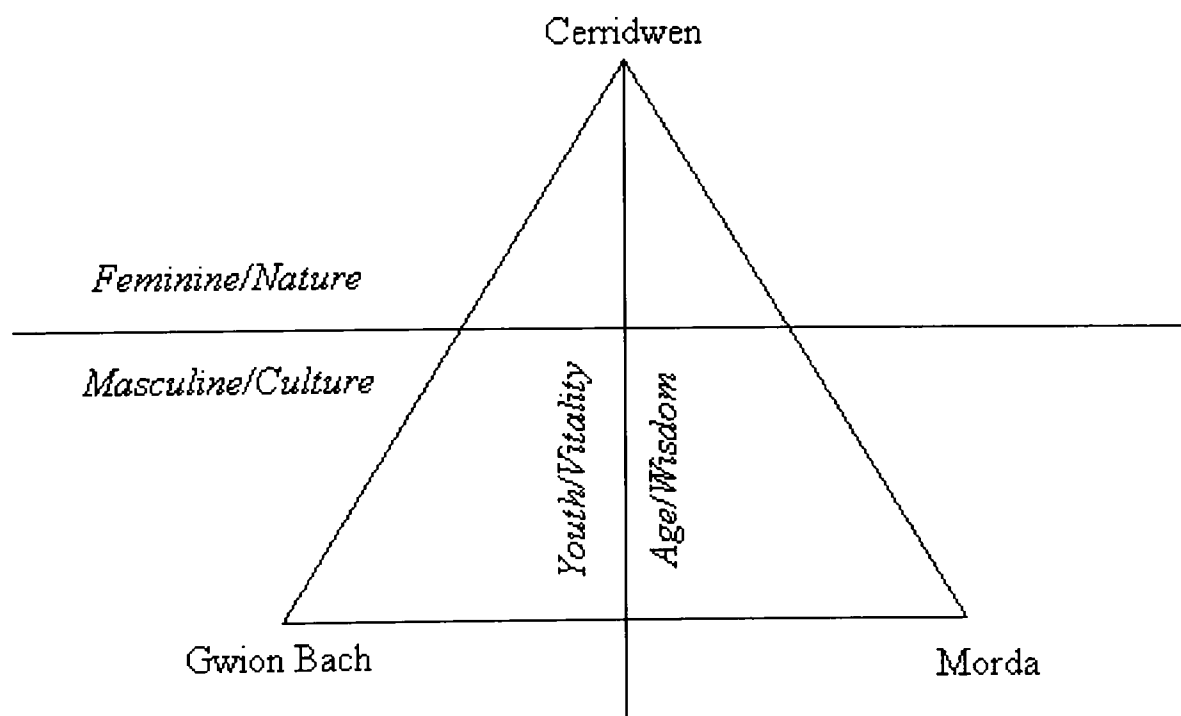 Cerridwen
Feminine/Nature
Masculine/Culture
Youth/Vitality
Age/Wisdom
Gwion Bach
Morda